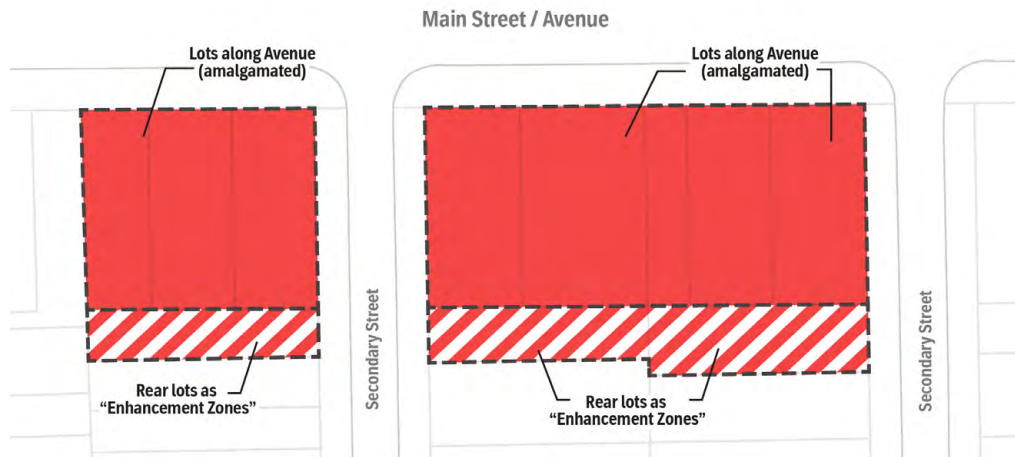 Main Street / Avenue
Lots along Avenue
(amalgamated)
Lots along Avenue
(amalgamated)
Secondary Street
Secondary Street
Rear lots as
“Enhancement Zones”
Rear lots as
“Enhancement Zones”